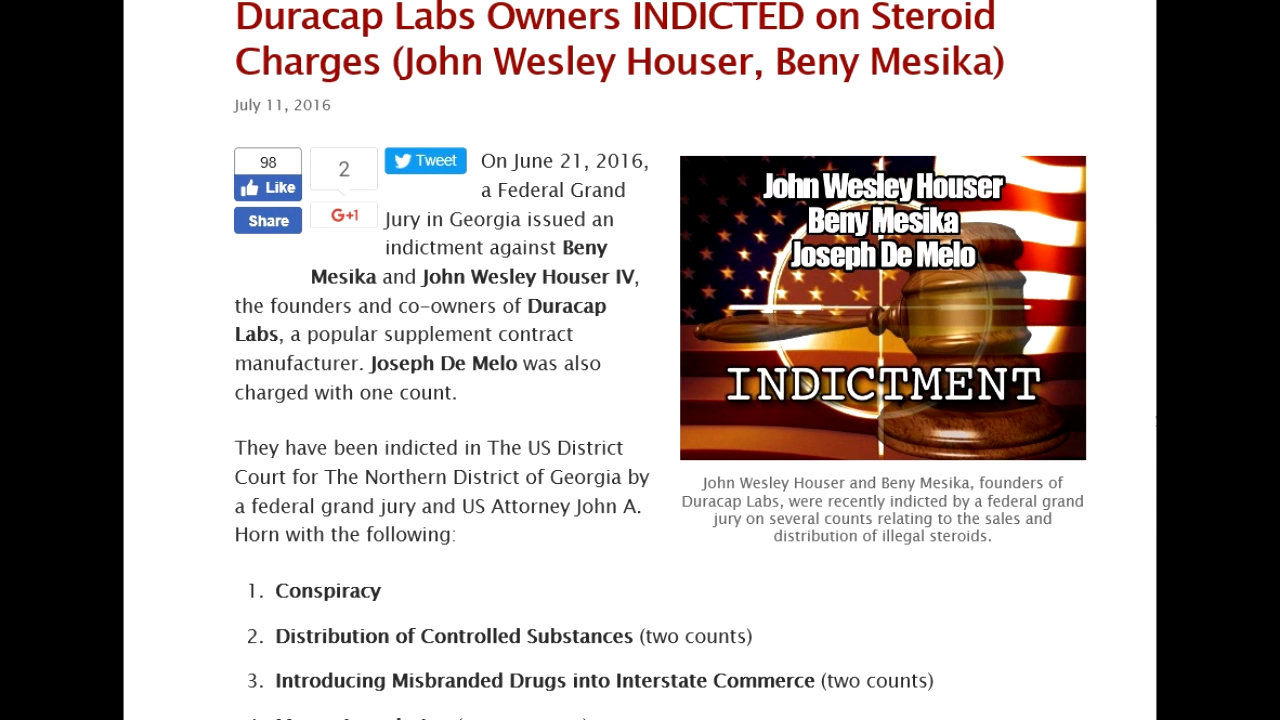 Duracap Labs Owners INDICTED on Steroid
Charges (John Wesley Houser, Beny Mesika)
July 11, 2016
98
Like
Share
2
G+1
Tweet
On June 21, 2016,
a Federal Grand
Jury in Georgia issued an
indictment against Beny
Mesika and John Wesley Houser IV,
the founders and co-owners of Duracap
Labs, a popular supplement contract
manufacturer. Joseph De Melo was also
charged with one count.
They have been indicted in The US District
Court for The Northern District of Georgia by
a federal grand jury and US Attorney John A.
Horn with the following:
John Wesley Houser
Beny Mesika
Joseph De Melo
INDICTMENT
John Wesley Houser and Beny Mesika, founders of
Duracap Labs, were recently indicted by a federal grand
jury on several counts relating to the sales and
distribution of illegal steroids.
1. Conspiracy
2. Distribution of Controlled Substances (two counts)
3. Introducing Misbranded Drugs into Interstate Commerce (two counts)